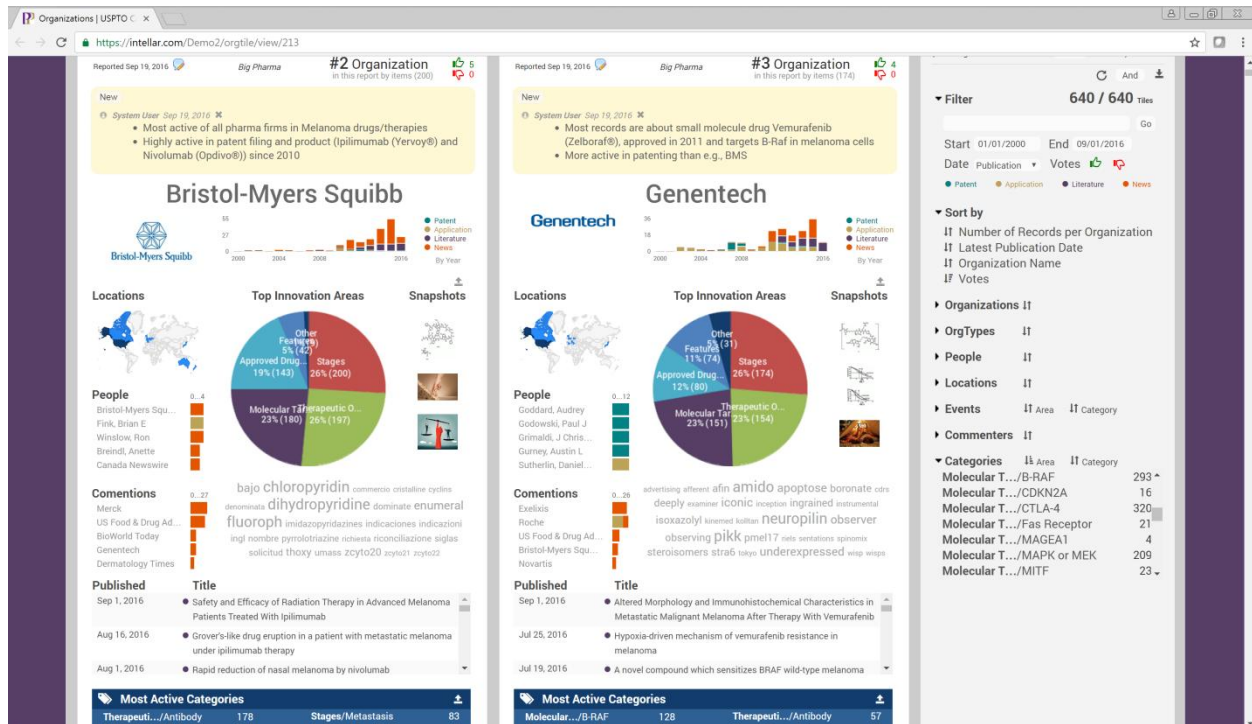 Organizations | USPTO C
https://intellar.com/Demo2/orgtile/view/213
Reported Sep 19, 2016
Big Pharma
#2 Organization
in this report by items (200)
5
0
New
System User Sep 19, 2016
Most active of all pharma firms in Melanoma drugs/therapies
Highly active in patent filing and product (Ipilimumab (Yervoy®) and
Nivolumab (Opdivo®)) since 2010
Bristol-Myers Squibb
Bristol-Myers Squibb
55
27
0
2000 2004 2008 2012 2016
Patent
Application
Literature
News
By Year
Locations
Top Innovation Areas
Snapshots
Other
Features
5% (42)
Approved Drug...
19% (143)
Stages
26% (200)
Molecular Tar
23% (180)
Therapeutic O...
26% (197)
People
0...4
Bristol-Myers Squ...
Fink, Brian E
Winslow, Ron
Breindl, Anette
Canada Newswire
Comentions
0...27
Merck
US Food & Drug Ad...
BioWorld Today
Genentech
Dermatology Times
bajo chloropyridin commercio cristalline cyclins
denominata dihydropyridine dominate enumeral
fluoroph imidazopyridazines indicaciones indicazioni
ingl nombre pyrrolotriazine richiesta riconciliazione siglas
solicitud thoxy umass zcyto20 zcyto21 zcyto22
Published Title
Sep 1, 2016 Safety and Efficacy of Radiation Therapy in Advanced Melanoma
Patients Treated With Ipilimumab
Aug 16, 2016 Grover's-like drug eruption in a patient with metastatic melanoma
under ipilimumab therapy
Aug 1, 2016 Rapid reduction of nasal melanoma by nivolumab
Most Active Categories
Therapeuti.../Antibody 178 Stages/Metastasis 83
Reported Sep 19, 2016
Big Pharma
#3 Organization
in this report by items (174)
4
0
New
System User Sep 19, 2016
Most records are about small molecule drug Vemurafenib
(Zelboraf®), approved in 2011 and targets B-Raf in melanoma cells
More active in patenting than e.g., BMS
Genentech
Genentech
36
18
0
2000 2004 2008 2012 2016
Patent
Application
Literature
News
By Year
Locations
Top Innovation Areas
Snapshots
Other
5% (31)
Features
11% (74)
Approved Drug...
12% (80)
Stages
26% (174)
Molecular Tar
23% (151)
Therapeutic O...
23% (154)
People
0...12
Goddard, Audrey
Godowski, Paul J
Grimaldi, J Chris...
Gurney, Austin L
Sutherlin, Daniel...
Comentions
0...26
Exelixis
Roche
US Food & Drug Ad...
Bristol-Myers Squ...
Novartis
advertising afferent afin amido apoptose boronate cdrs
deeply examiner iconic inception ingrained instrumental
isoxazolyl kinemed kolltan neuropilin observer
observing pikk pmel17 riels sentations spinomix
steroisomers stra6 tokyo underexpressed wisp wisps
Published Title
Sep 1, 2016 Altered Morphology and Immunohistochemical Characteristics in
Metastatic Malignant Melanoma After Therapy With Vemurafenib
Jul 25, 2016 Hypoxia-driven mechanism of vemurafenib resistance in
melanoma
Jul 19, 2016 A novel compound which sensitizes BRAF wild-type melanoma
Most Active Categories
Molecular.../B-RAF 128 Therapeuti.../Antibody 57
And
Filter 640 / 640 Tiles
Go
Start 01/01/2000 End 09/01/2016
Date Publication Votes
Patent Application Literature News
Sort by
Number of Records per Organization
Latest Publication Date
Organization Name
Votes
Organizations
OrgTypes
People
Locations
Events Area Category
Commenters
Categories Area Category
Molecular T.../B-RAF 293
Molecular T.../CDKN2A 16
Molecular T.../CTLA-4 320
Molecular T.../Fas Receptor 21
Molecular T.../MAGEA1 4
Molecular T.../MAPK or MEK 209
Molecular T.../MITF 23